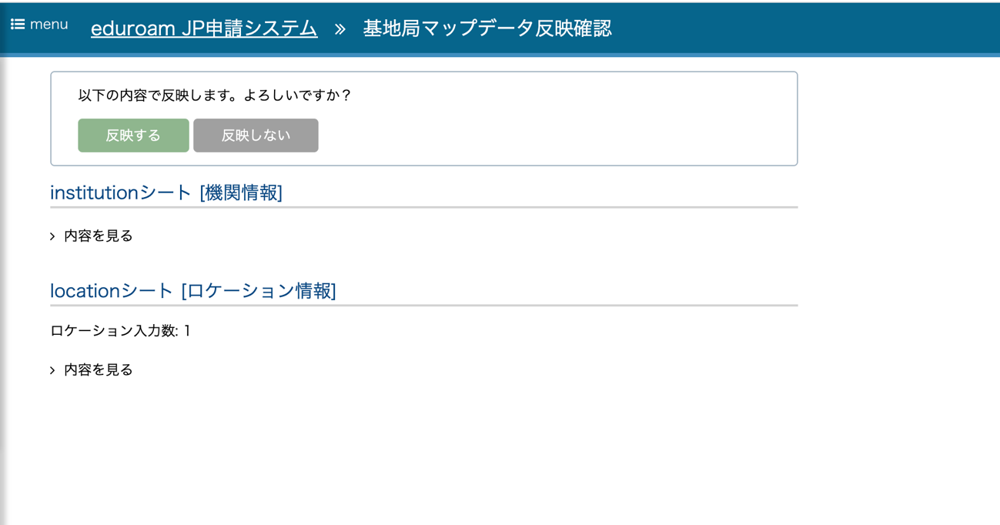 menu eduroam JP申請システム » 基地局マップデータ反映確認
以下の内容で反映します。よろしいですか？
反映する 反映しない
institutionシート [機関情報]
› 内容を見る
locationシート [ロケーション情報]
ロケーション入力数: 1
› 内容を見る